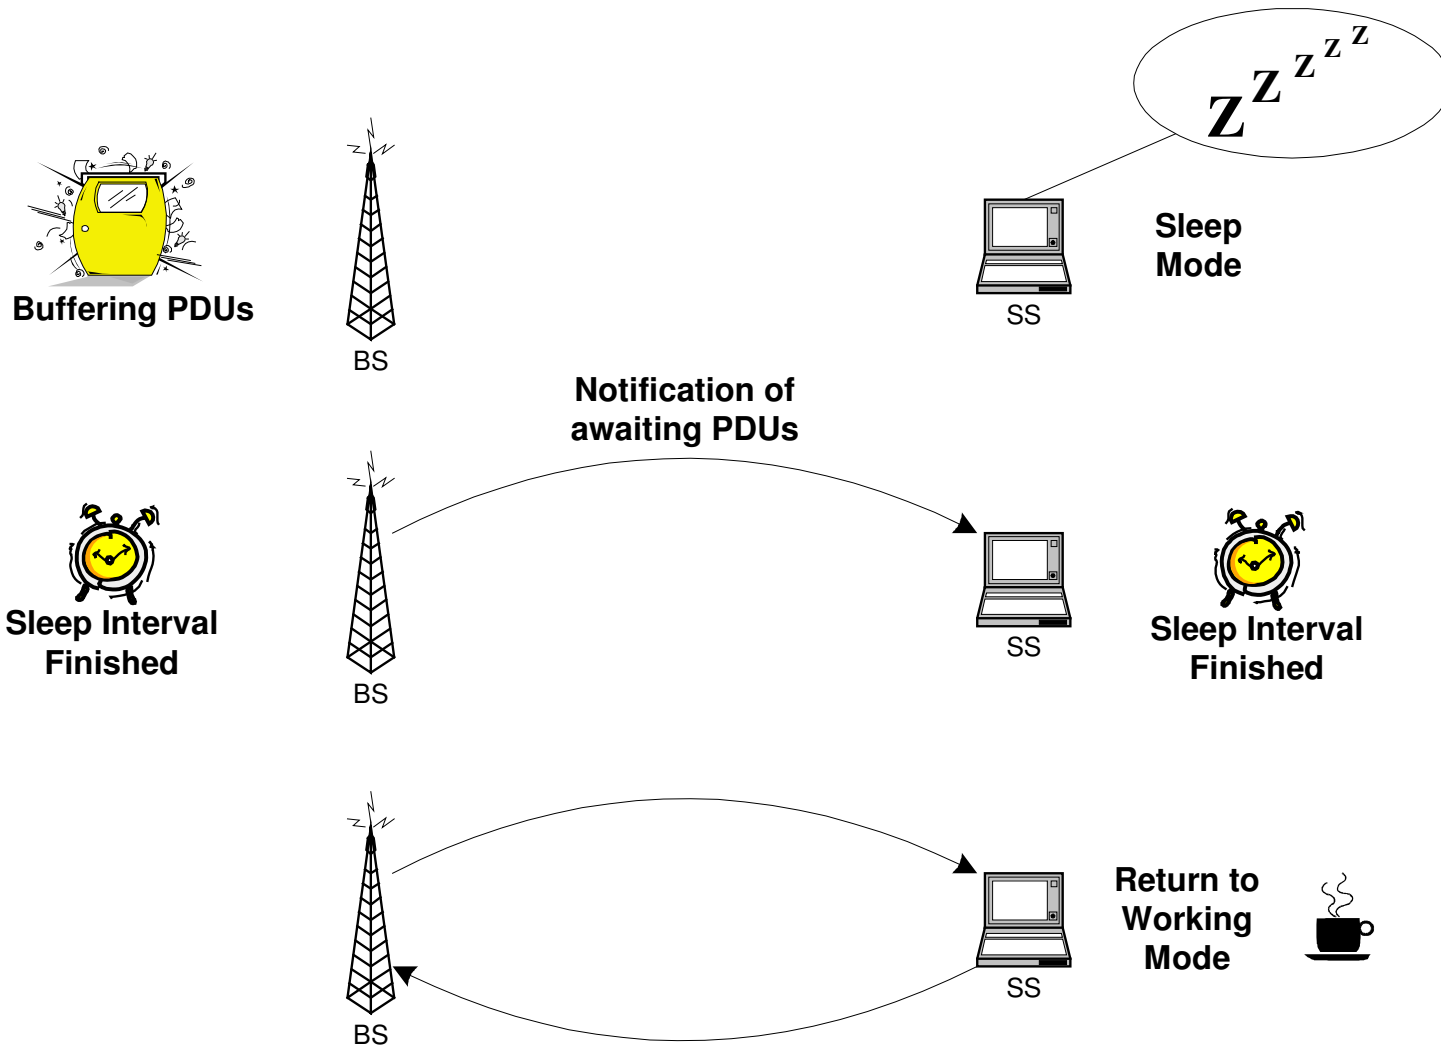 z z z z z
Sleep
Mode
SS
Buffering PDUs
BS
Notification of
awaiting PDUs
Sleep Interval
Finished
BS
SS
Sleep Interval
Finished
Return to
Working
Mode
SS
BS